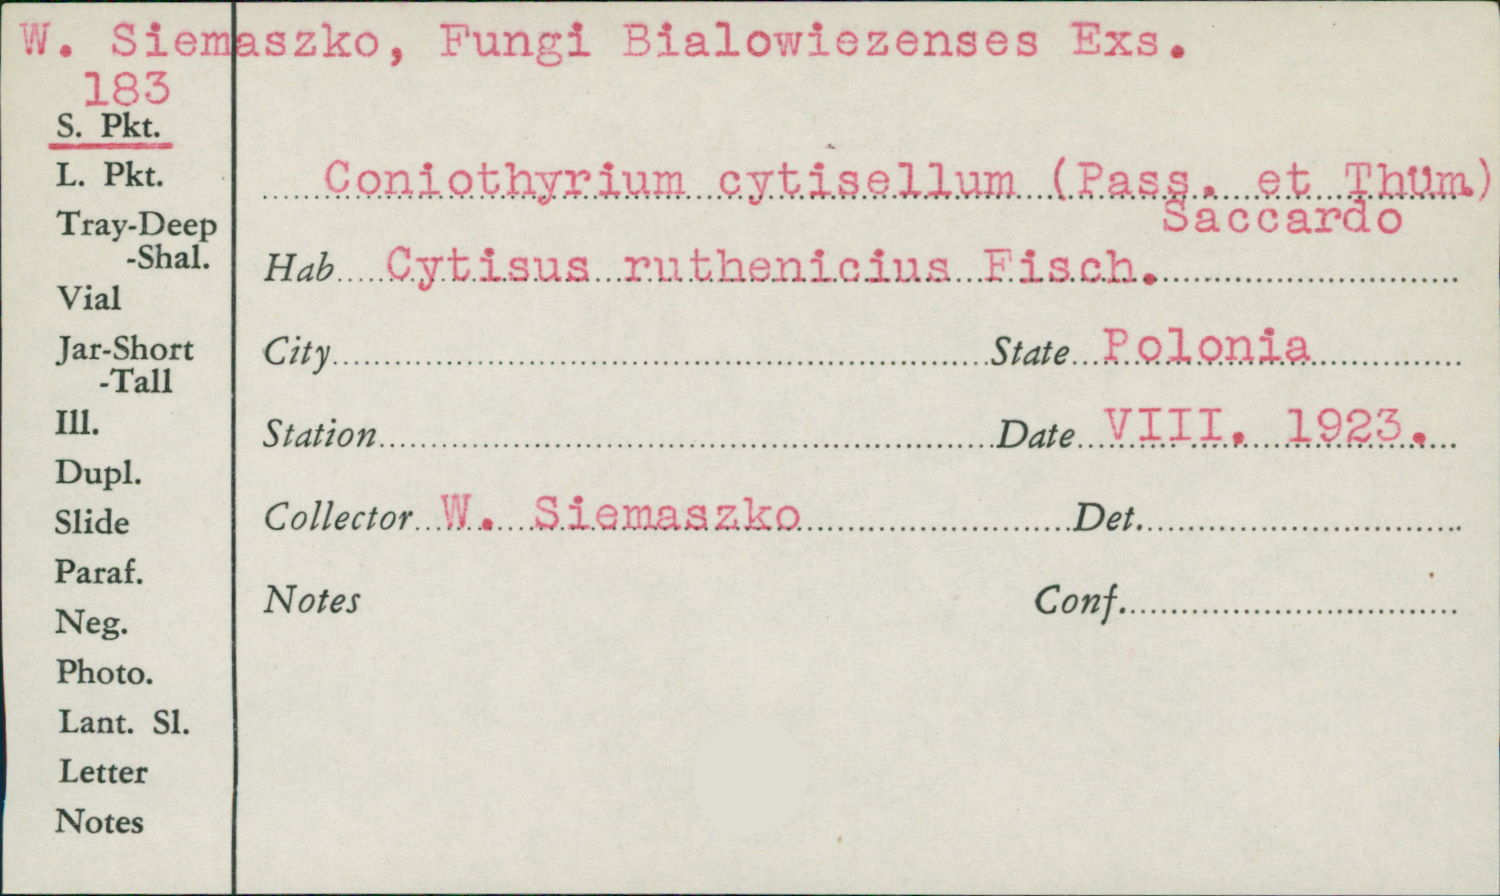 W. Siemaszko, Fungi Bialowiezenses Exs.
183
S. Pkt.
L. Pkt.
Tray-Deep
-Shal.
Vial
Jar-Short
-Tall
Ill.
Dupl.
Slide
Paraf.
Neg.
Photo.
Lant. Sl.
Letter
Notes
Coniothyrium cytisellum (Pass. et Thüm.)
Saccardo
Hab Cytisus ruthenicius Fisch.
City State Polonia
Station Date VIII. 1923.
Collector W. Siemaszko Det.
Notes Conf.